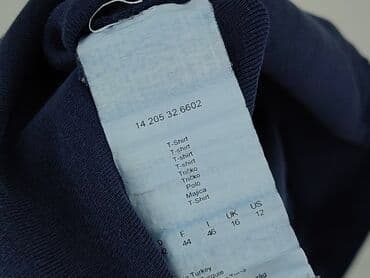 14.205 32 6602
T-Shirt
T-shirt
T-shirt
T-shirt
Tričko
Tričko
Polo
Majica
T-Shirt
E I UK US
44 46 16 12
Turkey